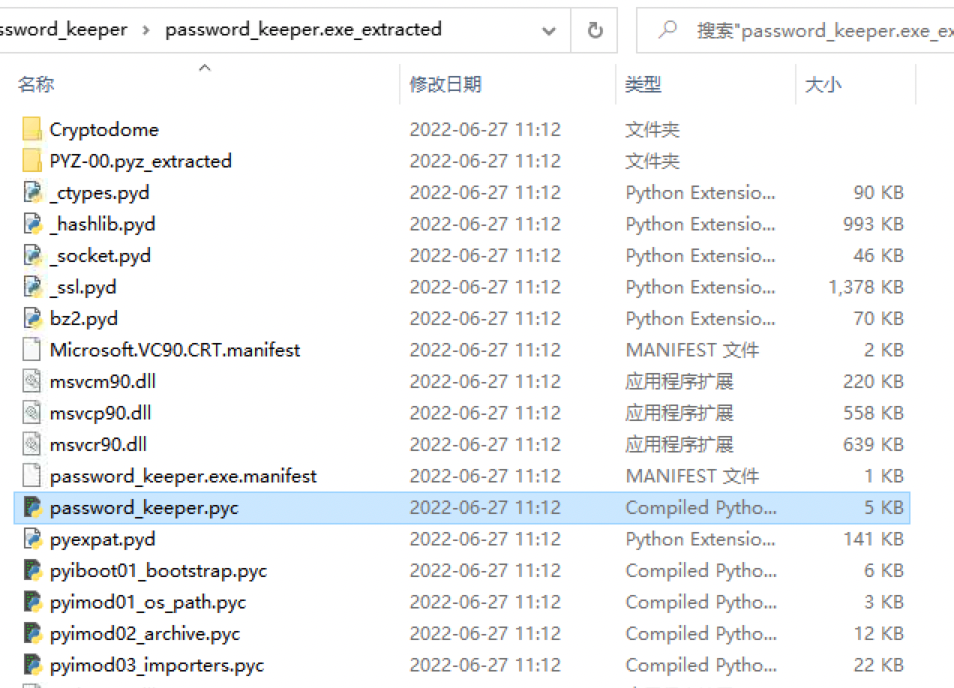 ssword_keeper › password_keeper.exe_extracted 搜索"password_keeper.exe_ex
名称 修改日期 类型 大小
Cryptodome 2022-06-27 11:12 文件夹
PYZ-00.pyz_extracted 2022-06-27 11:12 文件夹
_ctypes.pyd 2022-06-27 11:12 Python Extensio... 90 KB
_hashlib.pyd 2022-06-27 11:12 Python Extensio... 993 KB
_socket.pyd 2022-06-27 11:12 Python Extensio... 46 KB
_ssl.pyd 2022-06-27 11:12 Python Extensio... 1,378 KB
bz2.pyd 2022-06-27 11:12 Python Extensio... 70 KB
Microsoft.VC90.CRT.manifest 2022-06-27 11:12 MANIFEST 文件 2 KB
msvcm90.dll 2022-06-27 11:12 应用程序扩展 220 KB
msvcp90.dll 2022-06-27 11:12 应用程序扩展 558 KB
msvcr90.dll 2022-06-27 11:12 应用程序扩展 639 KB
password_keeper.exe.manifest 2022-06-27 11:12 MANIFEST 文件 1 KB
password_keeper.pyc 2022-06-27 11:12 Compiled Pytho... 5 KB
pyexpat.pyd 2022-06-27 11:12 Python Extensio... 141 KB
pyiboot01_bootstrap.pyc 2022-06-27 11:12 Compiled Pytho... 6 KB
pyimod01_os_path.pyc 2022-06-27 11:12 Compiled Pytho... 3 KB
pyimod02_archive.pyc 2022-06-27 11:12 Compiled Pytho... 12 KB
pyimod03_importers.pyc 2022-06-27 11:12 Compiled Pytho... 22 KB